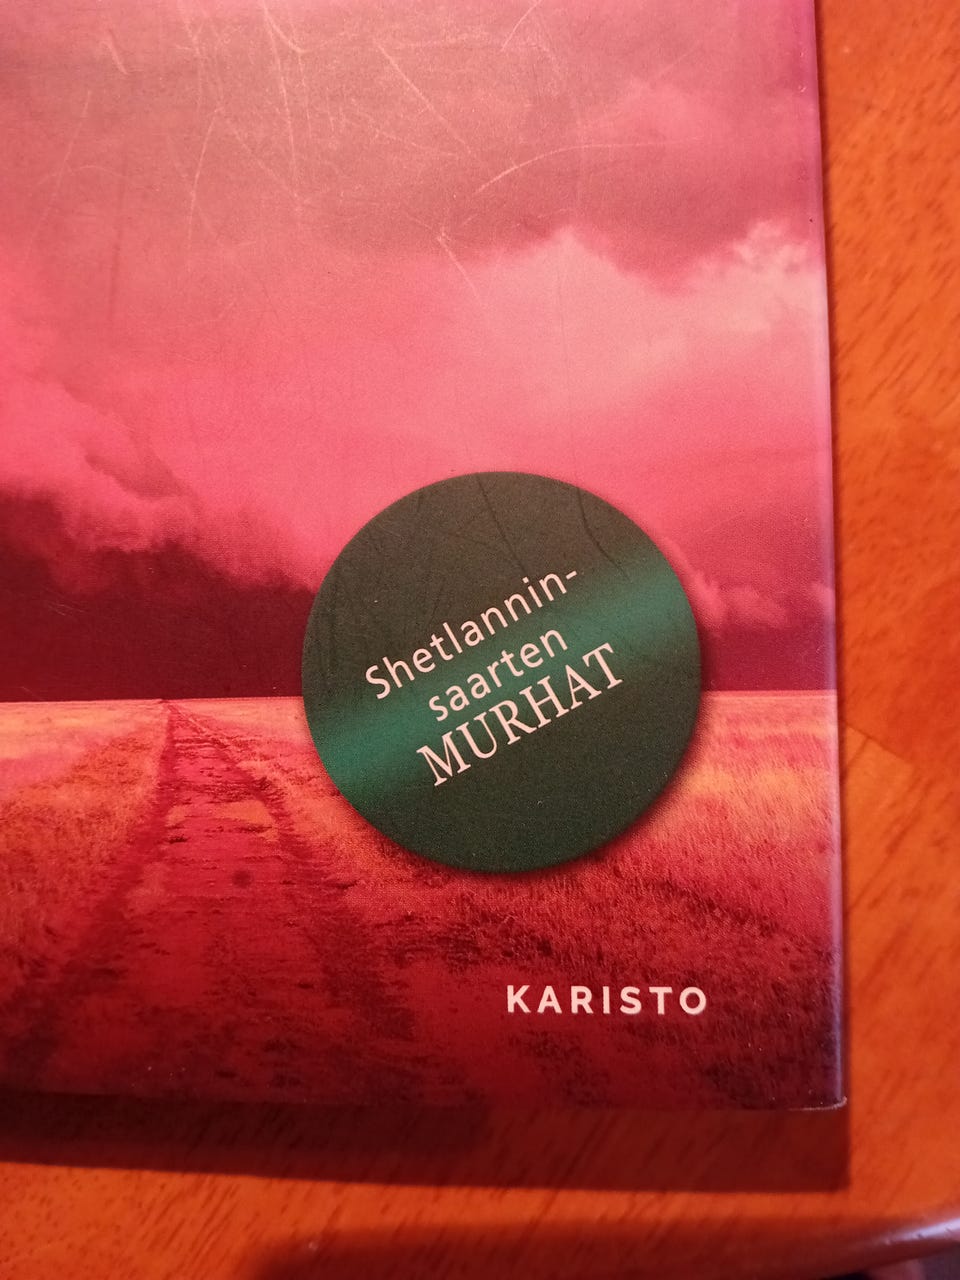 Shetlannin-
saarten
MURHAT
KARISTO